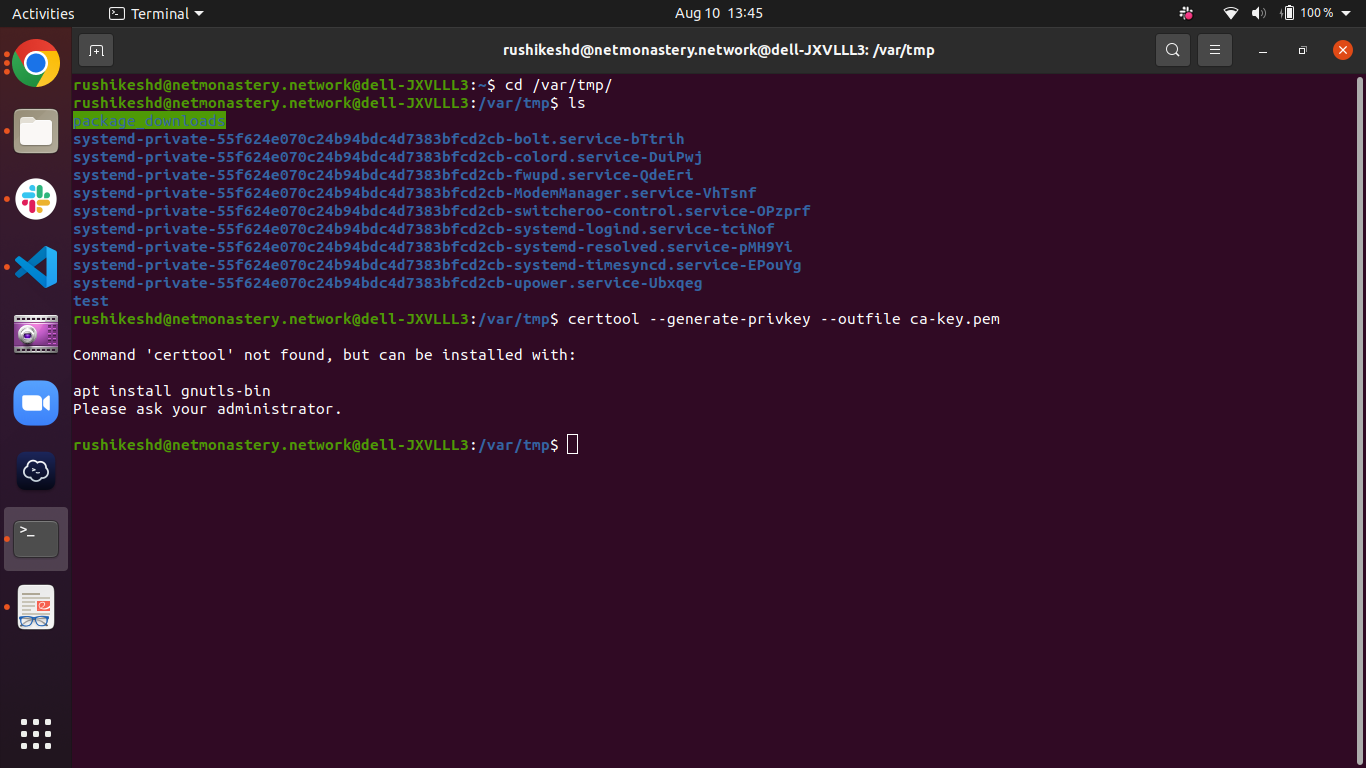 Activities
Terminal
Aug 10 13:45
100 %
rushikeshd@netmonastery.network@dell-JXVLLL3: /var/tmp
rushikeshd@netmonastery.network@dell-JXVLLL3:~$ cd /var/tmp/
rushikeshd@netmonastery.network@dell-JXVLLL3:/var/tmp$ ls
package_downloads
systemd-private-55f624e070c24b94bdc4d7383bfcd2cb-bolt.service-bTtrih
systemd-private-55f624e070c24b94bdc4d7383bfcd2cb-colord.service-DuiPwj
systemd-private-55f624e070c24b94bdc4d7383bfcd2cb-fwupd.service-QdeEri
systemd-private-55f624e070c24b94bdc4d7383bfcd2cb-ModemManager.service-VhTsnf
systemd-private-55f624e070c24b94bdc4d7383bfcd2cb-switcheroo-control.service-OPzprf
systemd-private-55f624e070c24b94bdc4d7383bfcd2cb-systemd-logind.service-tciNof
systemd-private-55f624e070c24b94bdc4d7383bfcd2cb-systemd-resolved.service-pMH9Yi
systemd-private-55f624e070c24b94bdc4d7383bfcd2cb-systemd-timesyncd.service-EPouYg
systemd-private-55f624e070c24b94bdc4d7383bfcd2cb-upower.service-Ubxqeg
test
rushikeshd@netmonastery.network@dell-JXVLLL3:/var/tmp$ certtool --generate-privkey --outfile ca-key.pem
Command 'certtool' not found, but can be installed with:
apt install gnutls-bin
Please ask your administrator.
rushikeshd@netmonastery.network@dell-JXVLLL3:/var/tmp$